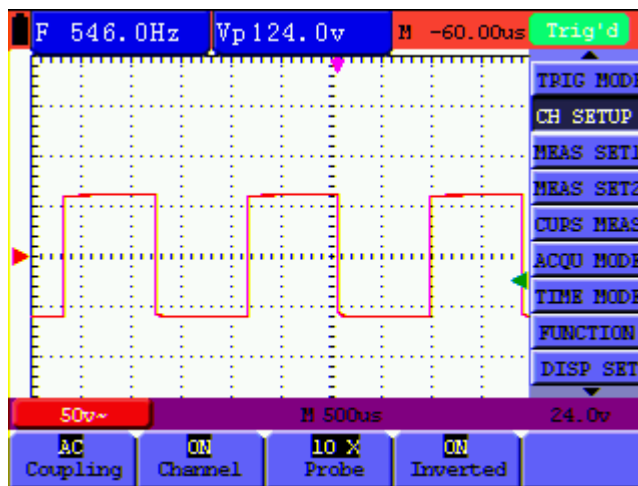 F 546.0Hz Vp124.0v M -60.00us Trig'd
TRIG MODE
CH SETUP
MEAS SET1
MEAS SET2
CURS MEAS
ACQU MODE
TIME MODE
FUNCTION
DISP SET
50v~ M 500us 24.0v
AC ON 10 X ON
Coupling Channel Probe Inverted